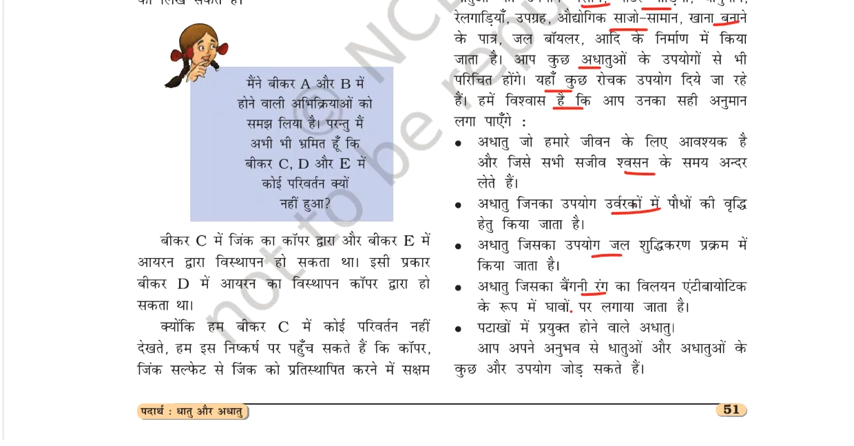 को लिख सकते हैं।
मैंने बीकर A और B में
होने वाली अभिक्रियाओं को
समझ लिया है। परन्तु मैं
अभी भी भ्रमित हूँ कि
बीकर C, D और E में
कोई परिवर्तन क्यों
नहीं हुआ?
बीकर C में जिंक का कॉपर द्वारा और बीकर E में
आयरन द्वारा विस्थापन हो सकता था। इसी प्रकार
बीकर D में आयरन का विस्थापन कॉपर द्वारा हो
सकता था।
क्योंकि हम बीकर C में कोई परिवर्तन नहीं
देखते, हम इस निष्कर्ष पर पहुँच सकते हैं कि कॉपर,
जिंक सल्फेट से जिंक को प्रतिस्थापित करने में सक्षम
रेलगाड़ियाँ, उपग्रह, औद्योगिक साजो-सामान, खाना बनाने
के पात्र, जल बॉयलर, आदि के निर्माण में किया
जाता है। आप कुछ अधातुओं के उपयोगों से भी
परिचित होंगे। यहाँ कुछ रोचक उपयोग दिये जा रहे
हैं। हमें विश्वास हैं कि आप उनका सही अनुमान
लगा पाएँगे :
• अधातु जो हमारे जीवन के लिए आवश्यक है
और जिसे सभी सजीव श्वसन के समय अन्दर
लेते हैं।
• अधातु जिनका उपयोग उर्वरकों में पौधों की वृद्धि
हेतु किया जाता है।
• अधातु जिसका उपयोग जल शुद्धिकरण प्रक्रम में
किया जाता है।
• अधातु जिसका बैंगनी रंग का विलयन एंटीबायोटिक
के रूप में घावों पर लगाया जाता है।
• पटाखों में प्रयुक्त होने वाले अधातु।
आप अपने अनुभव से धातुओं और अधातुओं के
कुछ और उपयोग जोड़ सकते हैं।
पदार्थ : धातु और अधातु
51
© NCE
not to be rep